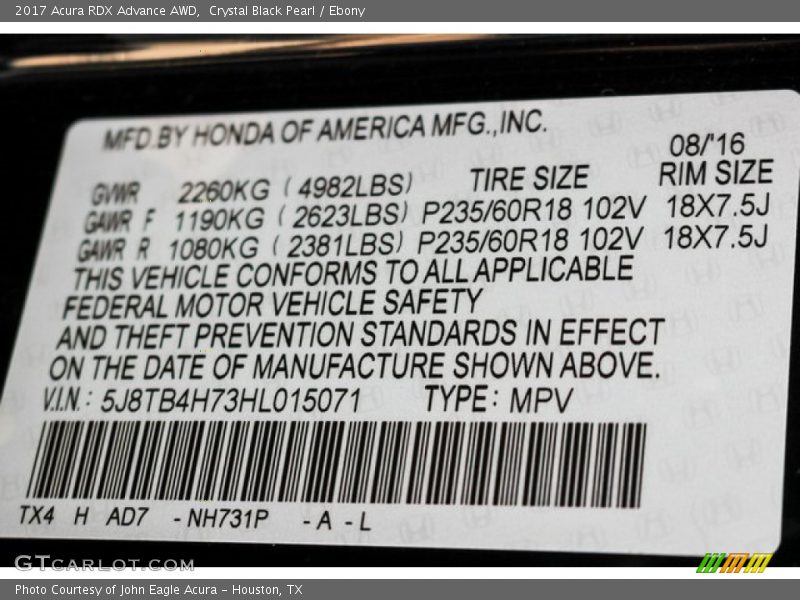 2017 Acura RDX Advance AWD,  Crystal Black Pearl / Ebony
MFD.BY HONDA OF AMERICA MFG.,INC.
08/'16
GVWR 2260KG ( 4982LBS) TIRE SIZE RIM SIZE
GAWR F 1190KG ( 2623LBS) P235/60R18 102V 18X7.5J
GAWR R 1080KG ( 2381LBS) P235/60R18 102V 18X7.5J
THIS VEHICLE CONFORMS TO ALL APPLICABLE
FEDERAL MOTOR VEHICLE SAFETY
AND THEFT PREVENTION STANDARDS IN EFFECT
ON THE DATE OF MANUFACTURE SHOWN ABOVE.
V.I.N.: 5J8TB4H73HL015071 TYPE: MPV
TX4 H AD7 -NH731P -A -L
GTCARLOT.COM
Photo Courtesy of John Eagle Acura - Houston, TX